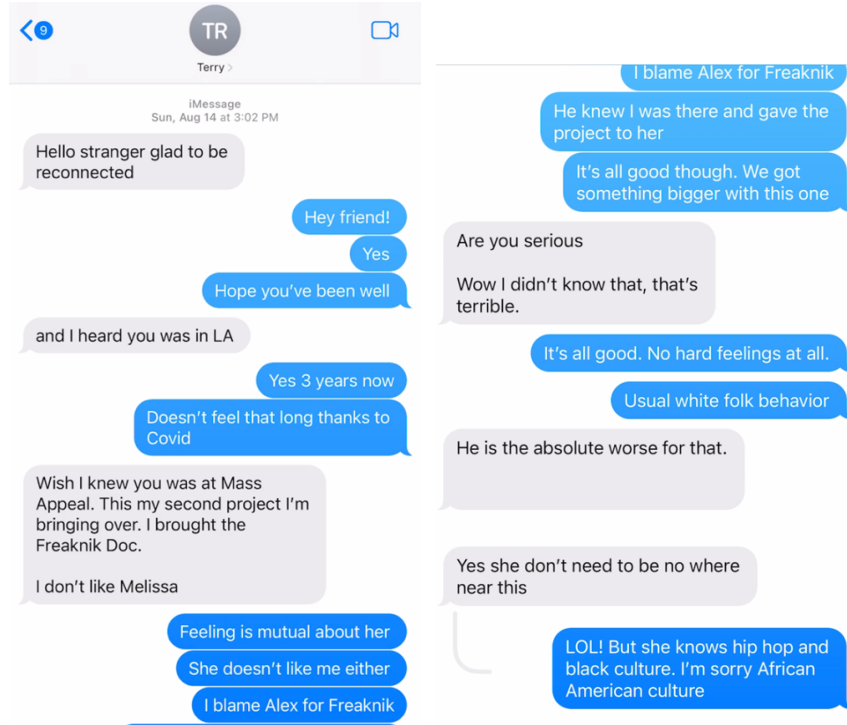 9
TR
Terry
iMessage
Sun, Aug 14 at 3:02 PM
Hello stranger glad to be
reconnected
Hey friend!
Yes
Hope you’ve been well
and I heard you was in LA
Yes 3 years now
Doesn’t feel that long thanks to
Covid
Wish I knew you was at Mass
Appeal. This my second project I’m
bringing over. I brought the
Freaknik Doc.
I don’t like Melissa
Feeling is mutual about her
She doesn’t like me either
I blame Alex for Freaknik
I blame Alex for Freaknik
He knew I was there and gave the
project to her
It’s all good though. We got
something bigger with this one
Are you serious
Wow I didn’t know that, that’s
terrible.
It’s all good. No hard feelings at all.
Usual white folk behavior
He is the absolute worse for that.
Yes she don’t need to be no where
near this
LOL! But she knows hip hop and
black culture. I’m sorry African
American culture